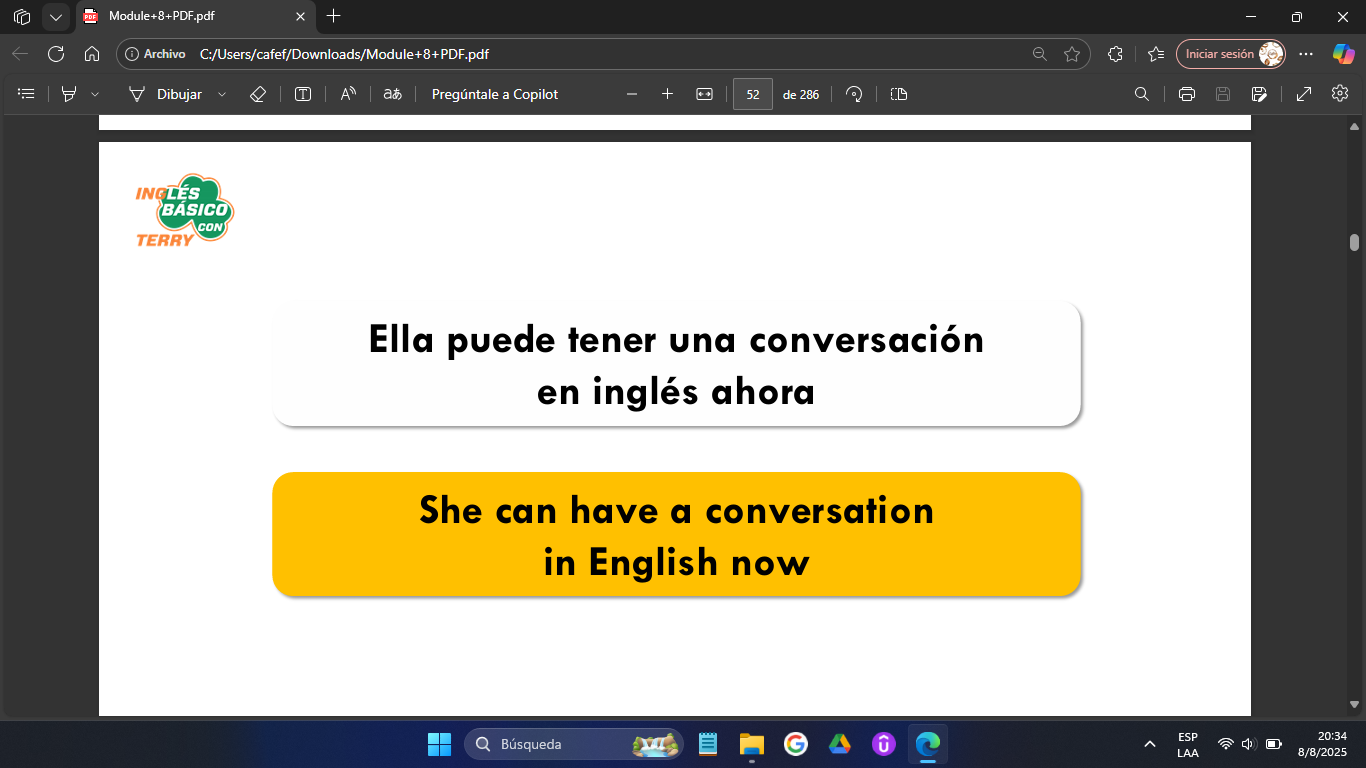 Module+8+PDF.pdf
Archivo C:/Users/cafef/Downloads/Module+8+PDF.pdf Iniciar sesión
Dibujar aあ Pregúntale a Copilot 52 de 286
INGLÉS
BÁSICO
CON
TERRY
Ella puede tener una conversación
en inglés ahora
She can have a conversation
in English now
Búsqueda
ESP
LAA
20:34
8/8/2025